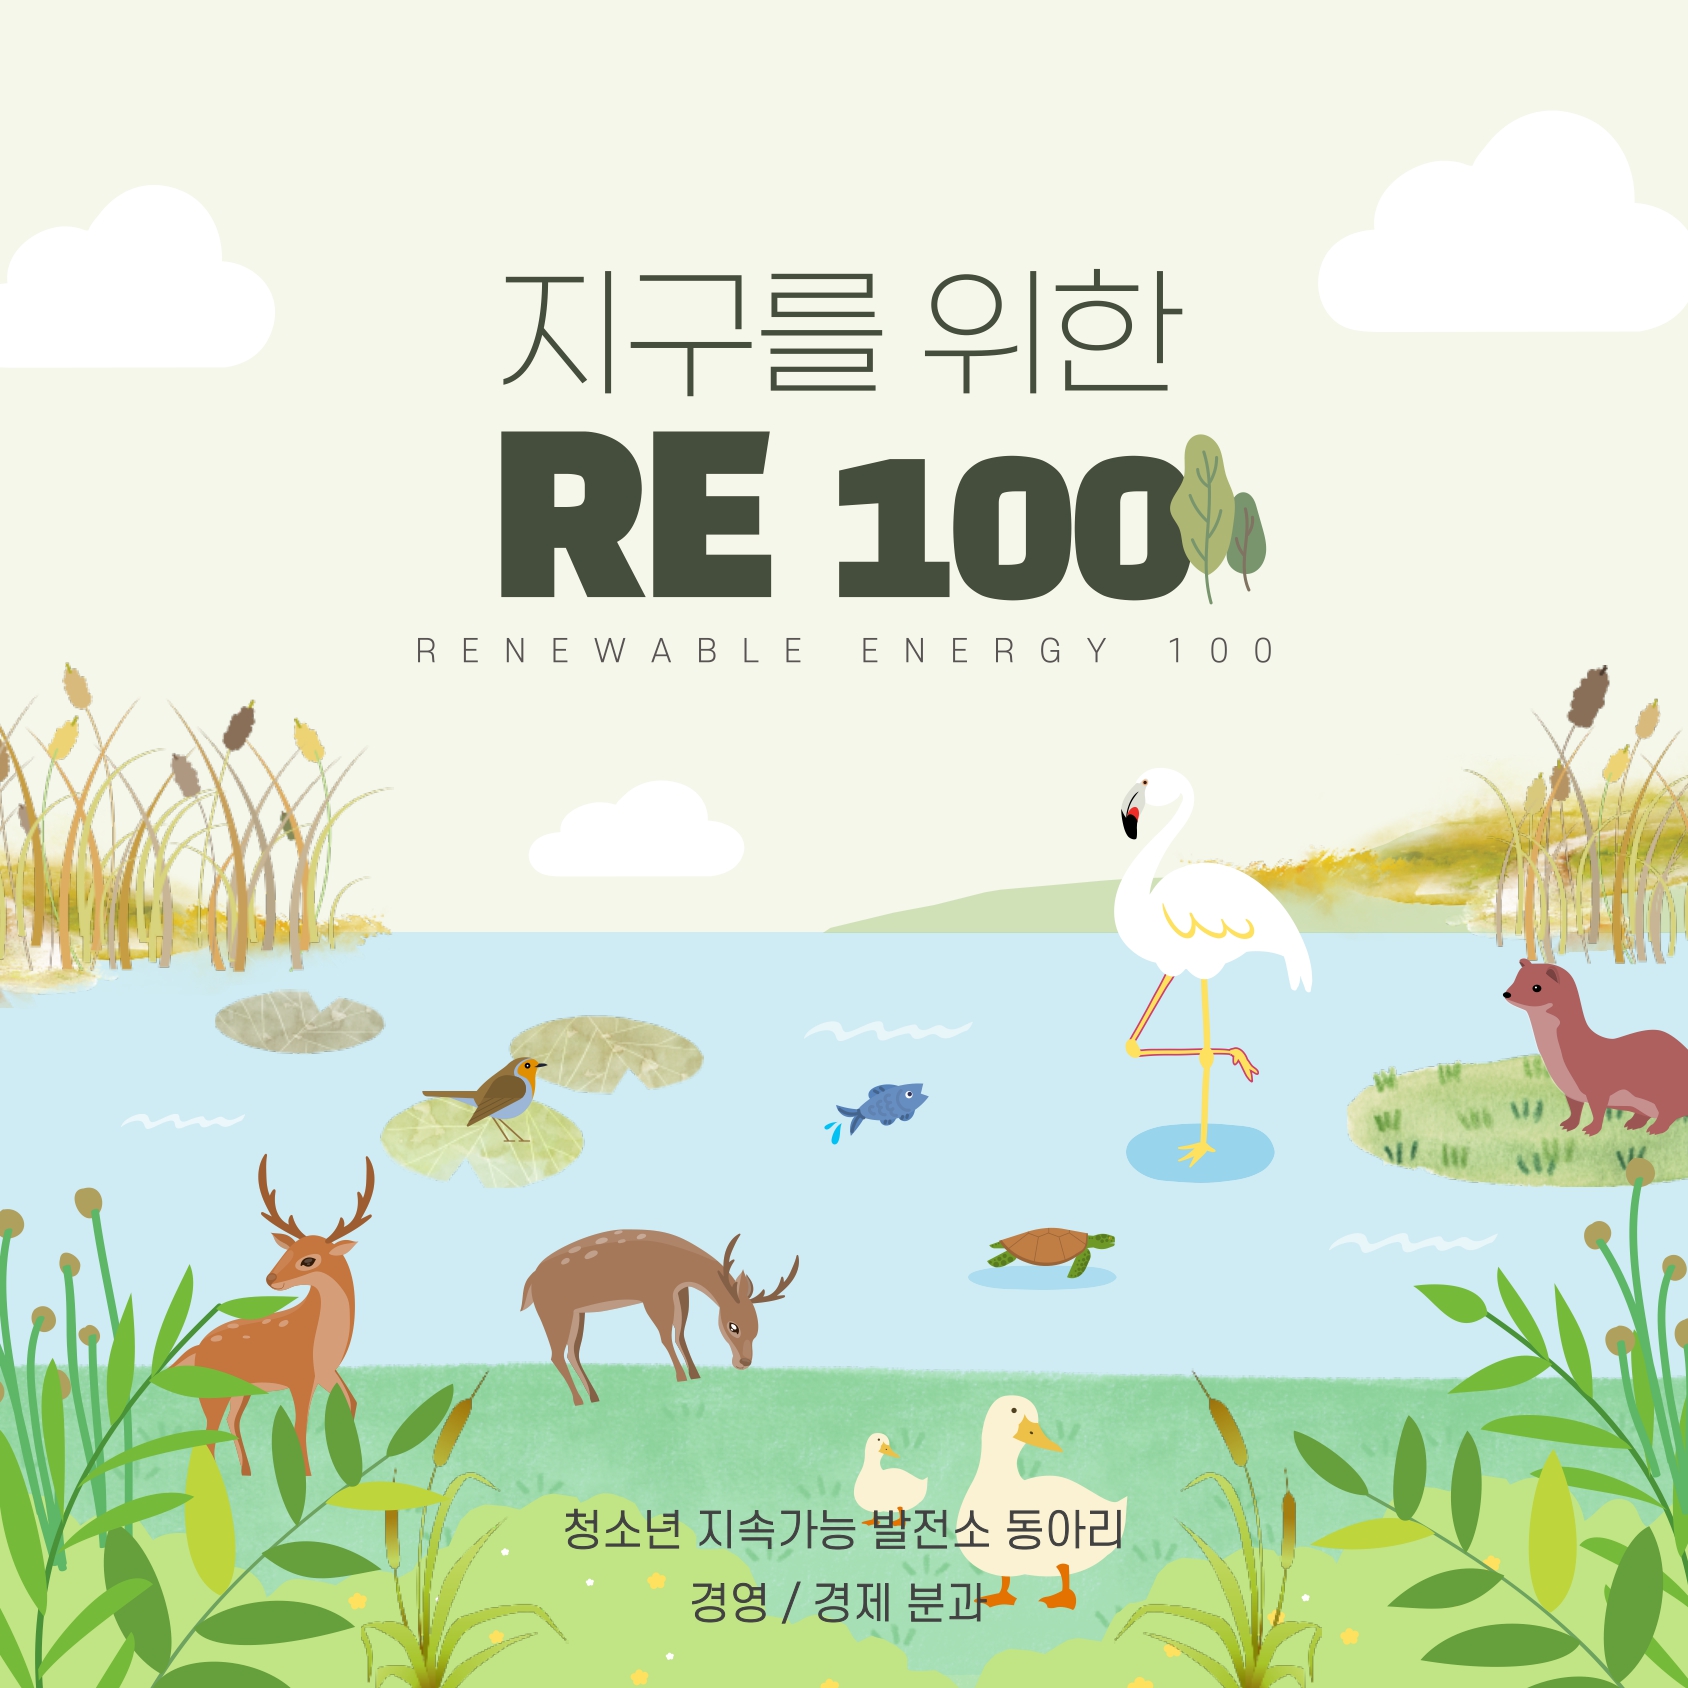 지구를 위한
RE 100
RENEWABLE ENERGY 100
청소년 지속가능 발전소 동아리
경영 / 경제 분과